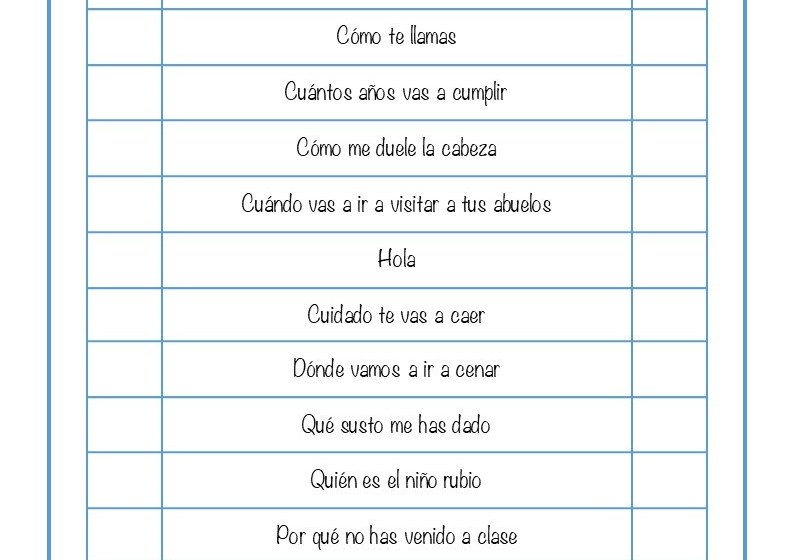 Cómo te llamas
Cuántos años vas a cumplir
Cómo me duele la cabeza
Cuándo vas a ir a visitar a tus abuelos
Hola
Cuidado te vas a caer
Dónde vamos a ir a cenar
Qué susto me has dado
Quién es el niño rubio
Por qué no has venido a clase